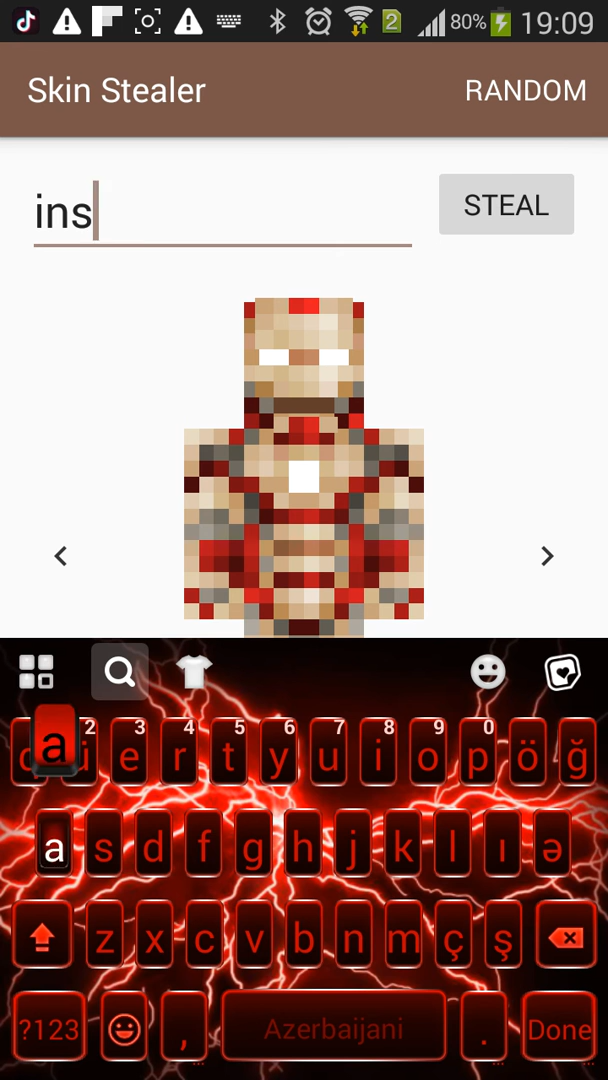 2 80% 19:09
Skin Stealer RANDOM
ins STEAL
a
2 3 4 5 6 7 8 9 0
ü e r t y u i o p ö ğ
a s d f g h j k l ı ə
z x c v b n m ç ş
?123 , Azerbaijani . Done